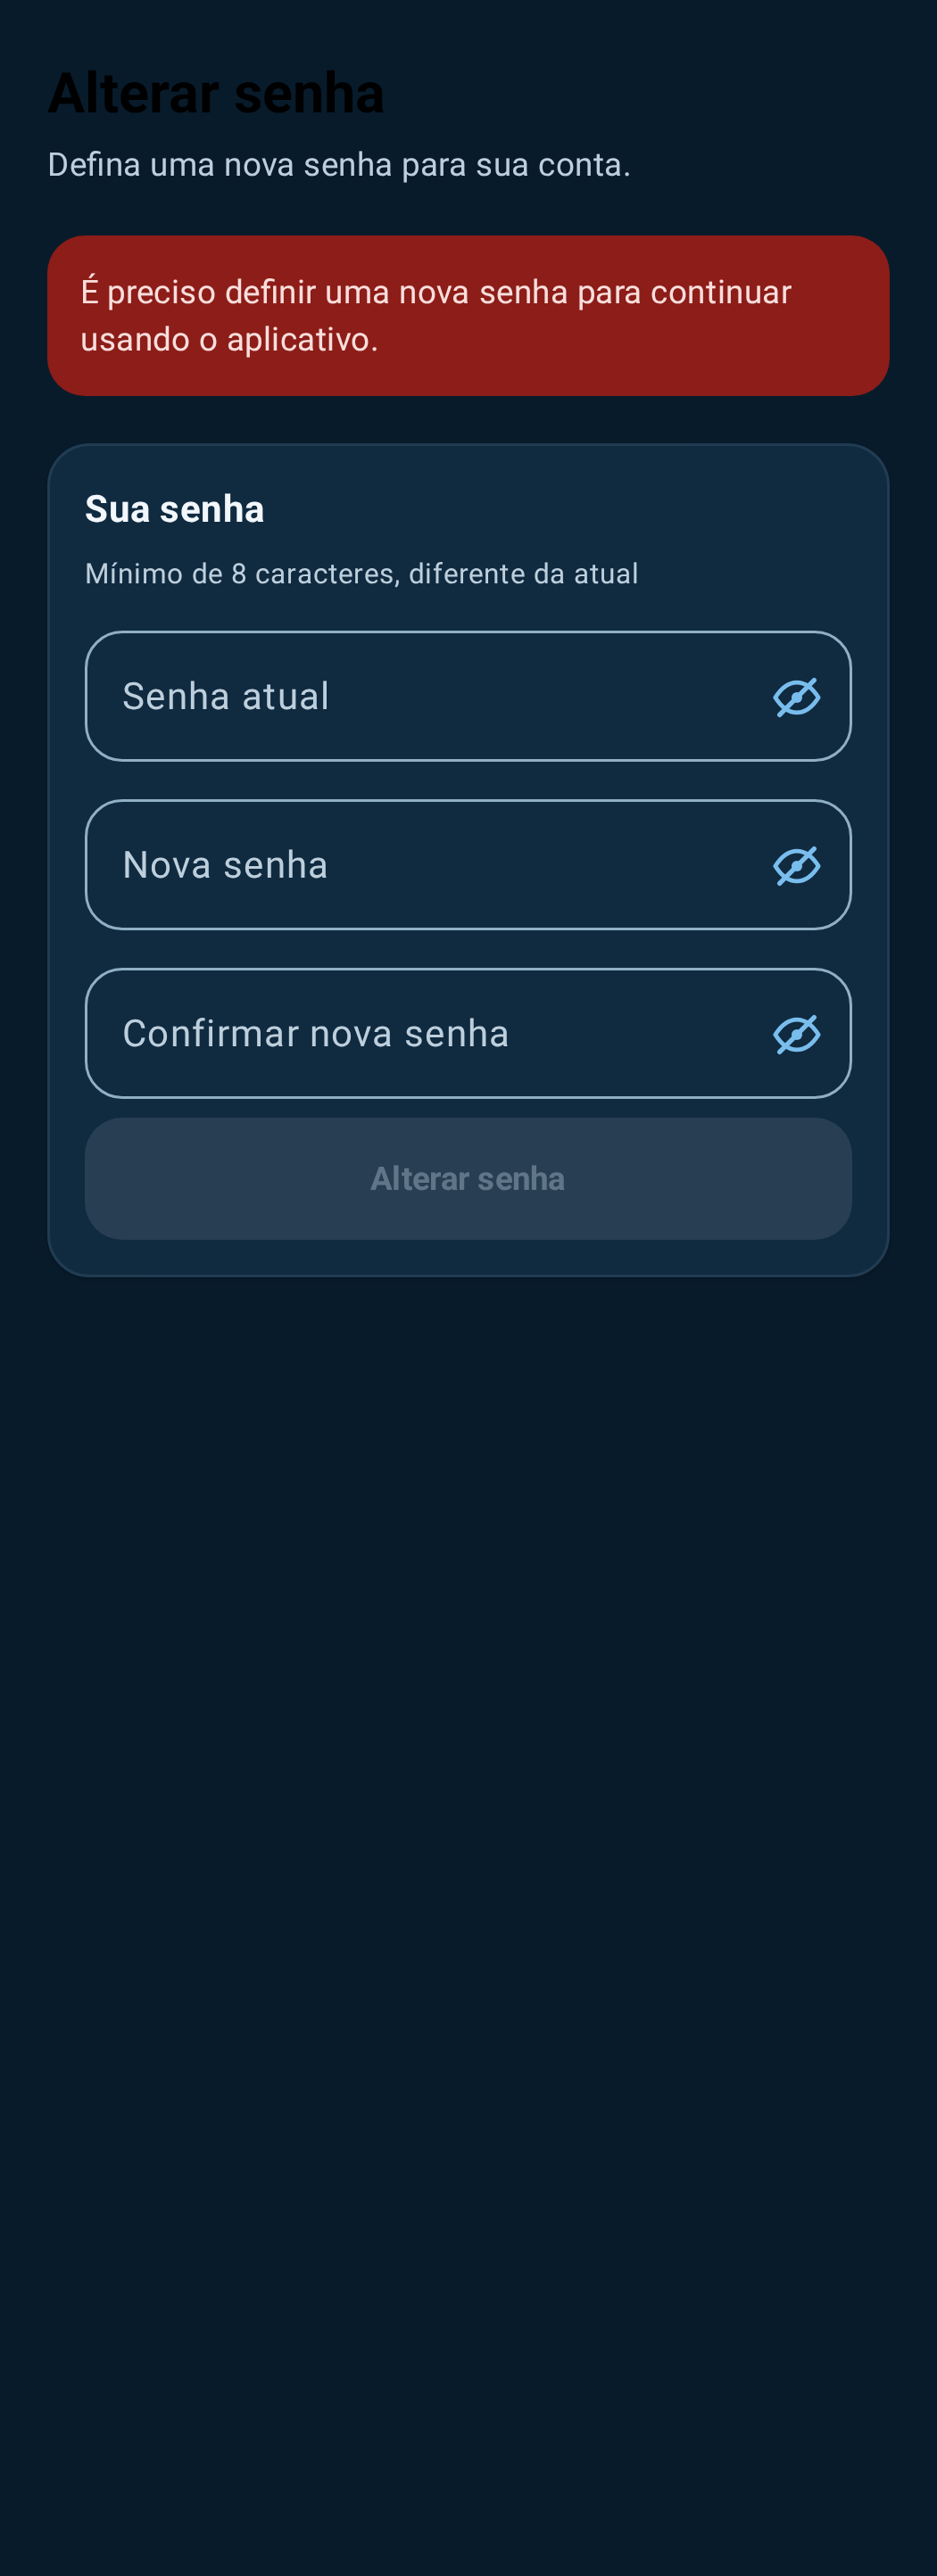 Alterar senha
Defina uma nova senha para sua conta.
É preciso definir uma nova senha para continuar
usando o aplicativo.
Sua senha
Mínimo de 8 caracteres, diferente da atual
Senha atual
Nova senha
Confirmar nova senha
Alterar senha